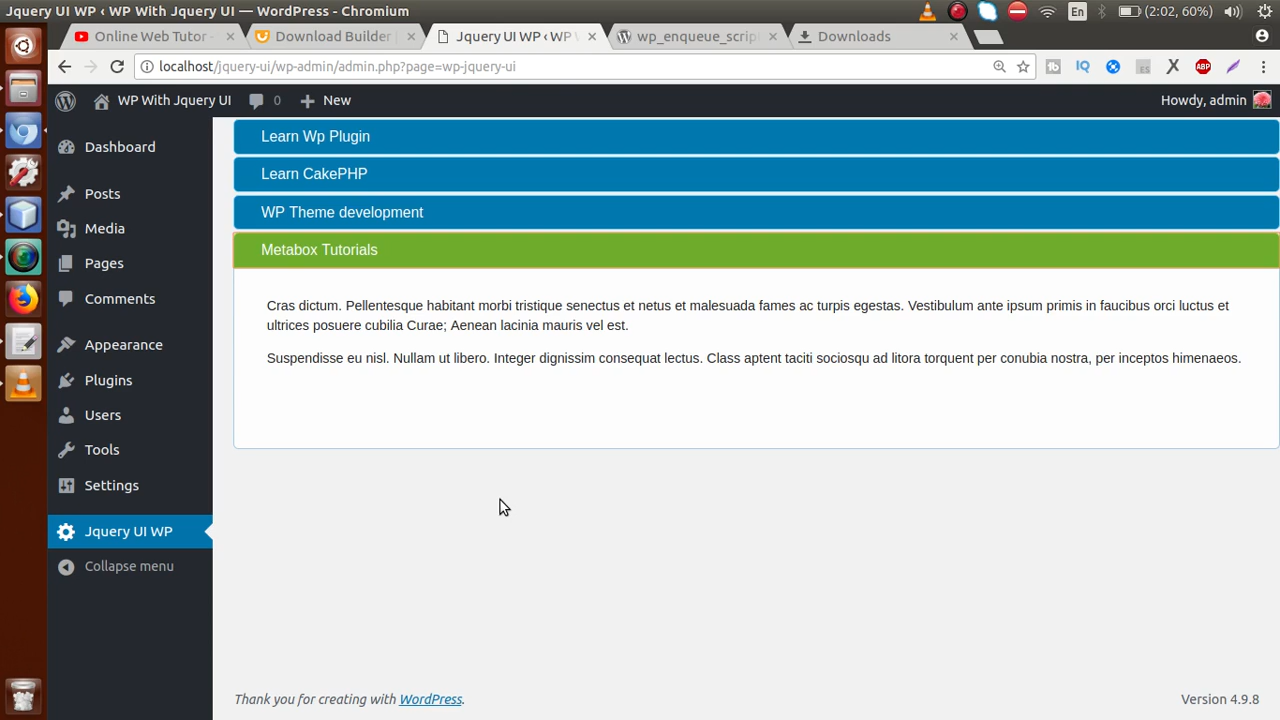 Jquery UI WP ‹ WP With Jquery UI — WordPress - Chromium
En
(2:02, 60%)
Online Web Tutor -
Download Builder
Jquery UI WP ‹ WP
wp_enqueue_scrip
Downloads
localhost/jquery-ui/wp-admin/admin.php?page=wp-jquery-ui
IQ
ES
X
ABP
WP With Jquery UI
0
New
Howdy, admin
Dashboard
Posts
Media
Pages
Comments
Appearance
Plugins
Users
Tools
Settings
Jquery UI WP
Collapse menu
Learn Wp Plugin
Learn CakePHP
WP Theme development
Metabox Tutorials
Cras dictum. Pellentesque habitant morbi tristique senectus et netus et malesuada fames ac turpis egestas. Vestibulum ante ipsum primis in faucibus orci luctus et
ultrices posuere cubilia Curae; Aenean lacinia mauris vel est.
Suspendisse eu nisl. Nullam ut libero. Integer dignissim consequat lectus. Class aptent taciti sociosqu ad litora torquent per conubia nostra, per inceptos himenaeos.
Thank you for creating with WordPress.
Version 4.9.8